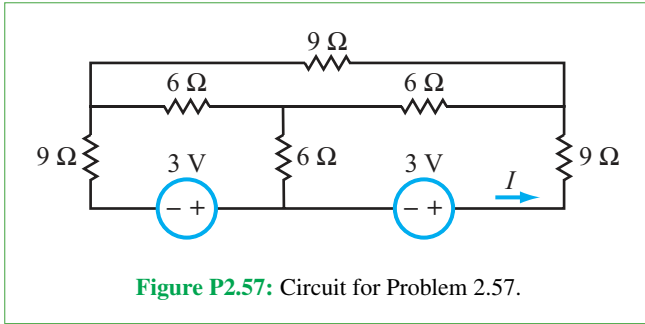 9 Ω
6 Ω 6 Ω
9 Ω 3 V 6 Ω 3 V I 9 Ω
− + − +
Figure P2.57: Circuit for Problem 2.57.